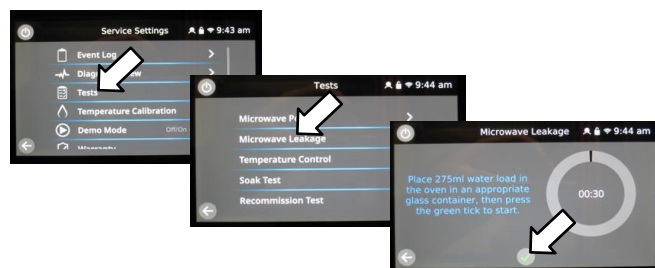 Service Settings
9:43 am
Event Log
Tests
Temperature Calibration
Demo Mode
Off/On
Warranty
Tests
9:44 am
Microwave
Microwave Leakage
Temperature Control
Soak Test
Recommission Test
Microwave Leakage
9:44 am
Place 275ml water load in
the oven in an appropriate
glass container, then press
the green tick to start.
00:30